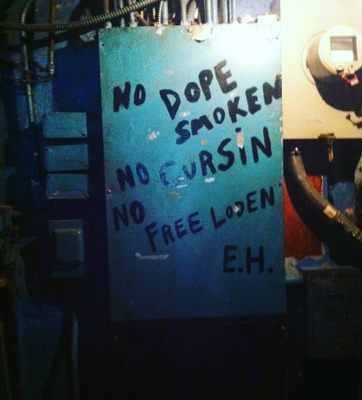 NO DOPE
SMOKEN
NO CURSIN
NO
FREE LODEN
E.H.